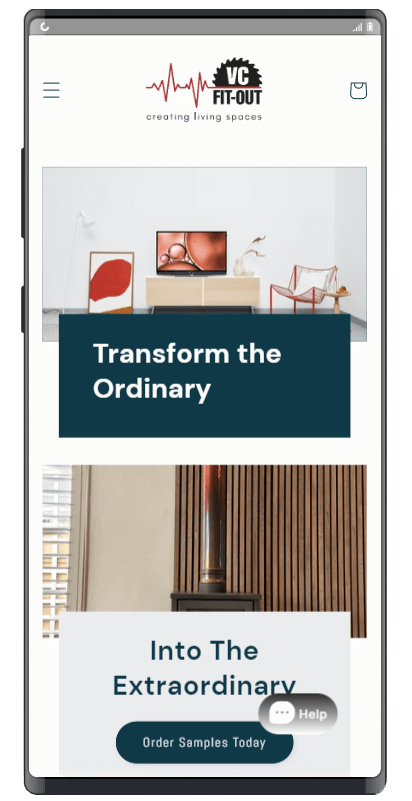 VC
FIT-OUT
creating living spaces
Transform the
Ordinary
Into The
Extraordinary
Order Samples Today
Help